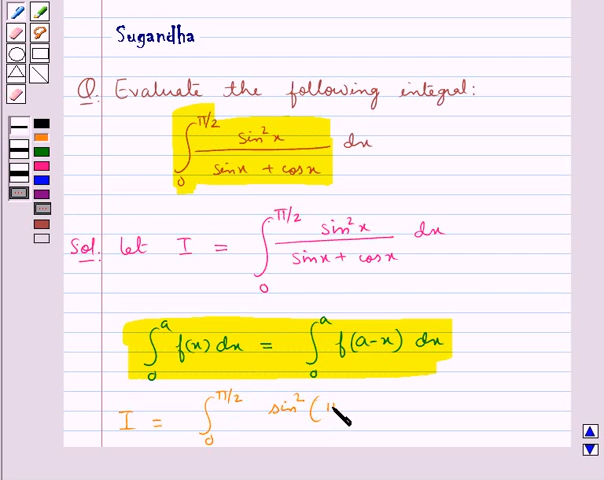 Sugandha
Q. Evaluate the following integral:
∫₀^π/2 sin²x / (sinx + cosx) dx
Sol. Let I = ∫₀^π/2 sin²x / (sinx + cosx) dx
∫₀^a f(x) dx = ∫₀^a f(a-x) dx
I = ∫₀^π/2 sin² (